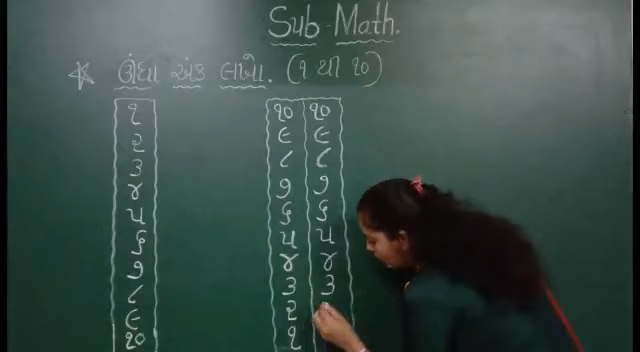 Sub - Math.
ઊંધા અંક લખો. (૧ થી ૧૦)
૧ ૧૦ ૧૦
૨ ૯ ૯
૩ ૮ ૮
૪ ૭ ૭
૫ ૬ ૬
૬ ૫ ૫
૭ ૪ ૪
૮ ૩ ૩
૯ ૨
૧૦ ૧